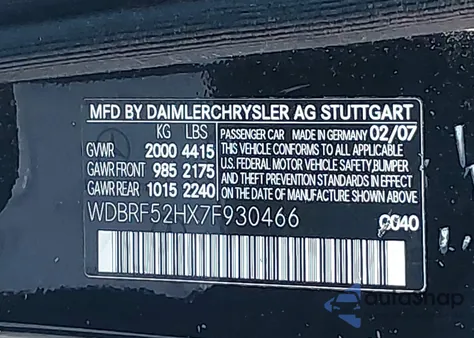 MFD BY DAIMLERCHRYSLER AG STUTTGART
KG LBS
GVWR 2000 4415
GAWR FRONT 985 2175
GAWR REAR 1015 2240
PASSENGER CAR MADE IN GERMANY 02/07
THIS VEHICLE CONFORMS TO ALL APPLICABLE
U.S. FEDERAL MOTOR VEHICLE SAFETY,BUMPER
AND THEFT PREVENTION STANDARDS IN EFFECT
ON THE DATE OF MANUFACTURE SHOWN ABOVE
WDBRF52HX7F930466 C040
autosnap